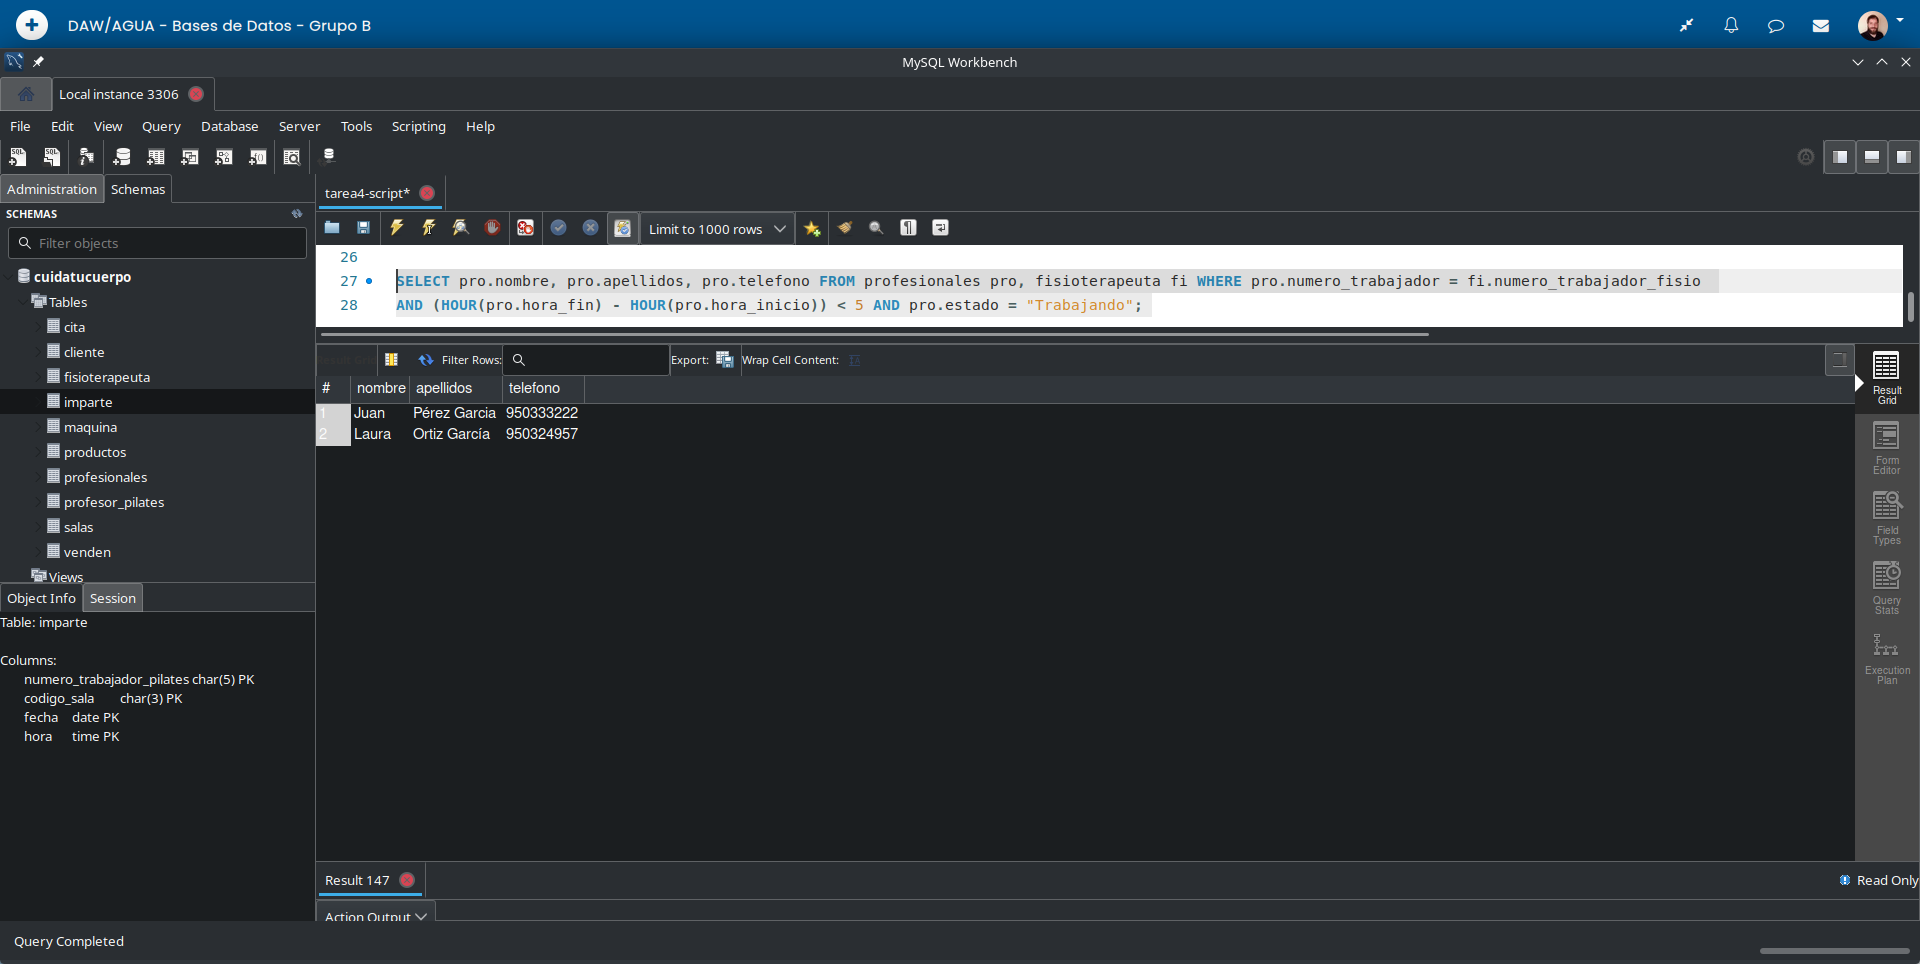 DAW/AGUA - Bases de Datos - Grupo B
MySQL Workbench
Local instance 3306
File Edit View Query Database Server Tools Scripting Help
Administration Schemas
tarea4-script*
SCHEMAS
Filter objects
Limit to 1000 rows
cuidatucuerpo
Tables
cita
cliente
fisioterapeuta
imparte
maquina
productos
profesionales
profesor_pilates
salas
venden
Views
26
27 SELECT pro.nombre, pro.apellidos, pro.telefono FROM profesionales pro, fisioterapeuta fi WHERE pro.numero_trabajador = fi.numero_trabajador_fisio
28 AND (HOUR(pro.hora_fin) - HOUR(pro.hora_inicio)) < 5 AND pro.estado = "Trabajando";
Filter Rows: Export: Wrap Cell Content:
# nombre apellidos telefono
1 Juan Pérez Garcia 950333222
2 Laura Ortiz García 950324957
Result
Grid
Form
Editor
Field
Types
Query
Stats
Execution
Plan
Object Info Session
Table: imparte
Columns:
numero_trabajador_pilates char(5) PK
codigo_sala char(3) PK
fecha date PK
hora time PK
Result 147
Read Only
Action Output
Query Completed